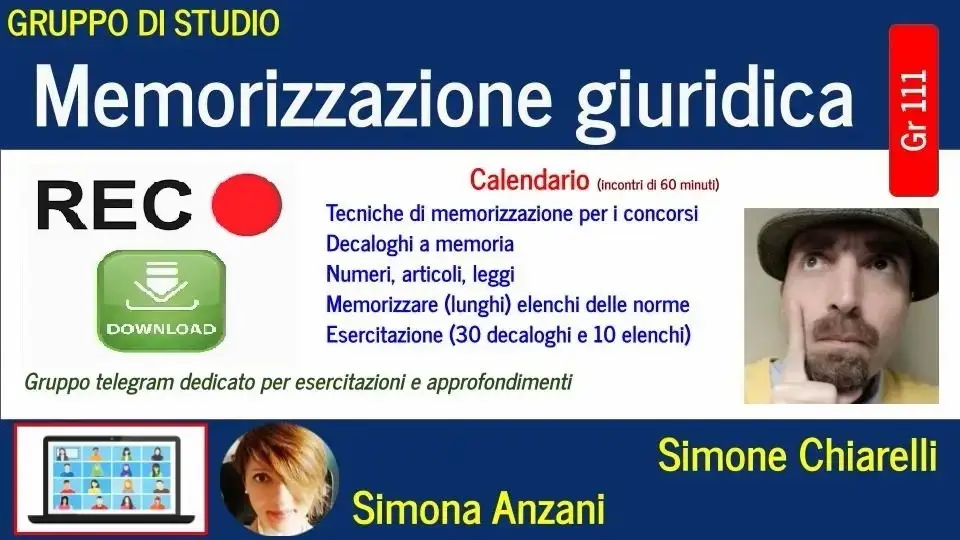 GRUPPO DI STUDIO
Memorizzazione giuridica
Gr 111
REC
DOWNLOAD
Calendario (incontri di 60 minuti)
Tecniche di memorizzazione per i concorsi
Decaloghi a memoria
Numeri, articoli, leggi
Memorizzare (lunghi) elenchi delle norme
Esercitazione (30 decaloghi e 10 elenchi)
Gruppo telegram dedicato per esercitazioni e approfondimenti
Simone Chiarelli
Simona Anzani